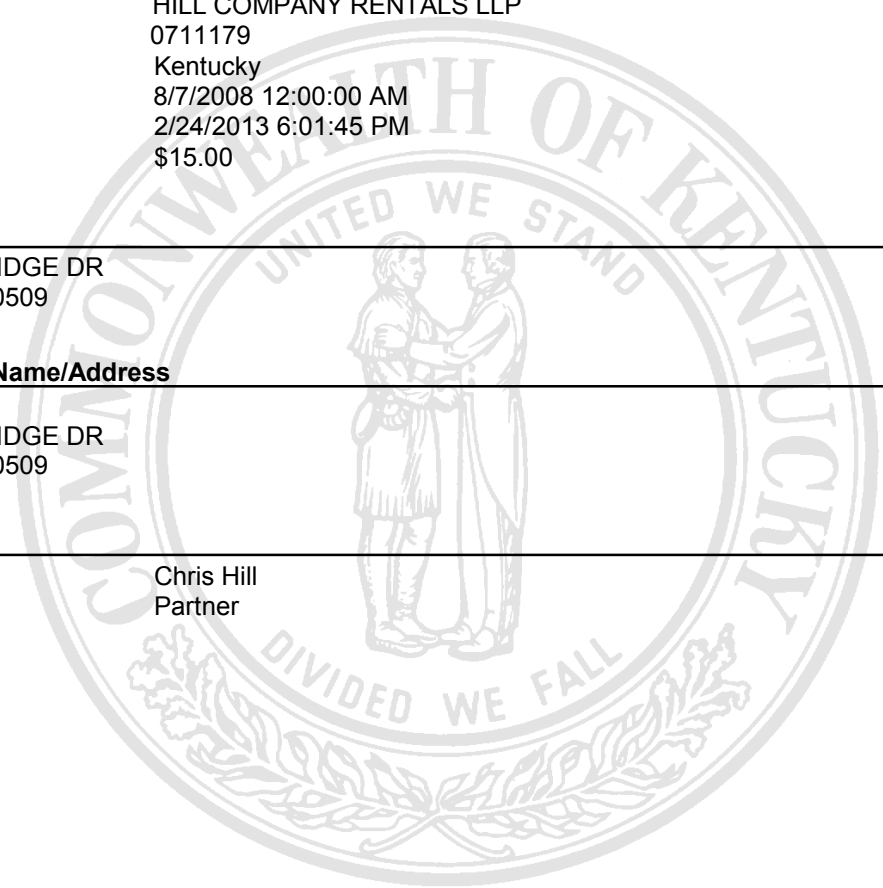 HILL COMPANY RENTALS LLP
0711179
Kentucky
8/7/2008 12:00:00 AM
2/24/2013 6:01:45 PM
$15.00
IDGE DR
0509
Name/Address
IDGE DR
0509
Chris Hill
Partner
COMMONWEALTH OF KENTUCKY
UNITED WE STAND
DIVIDED WE FALL